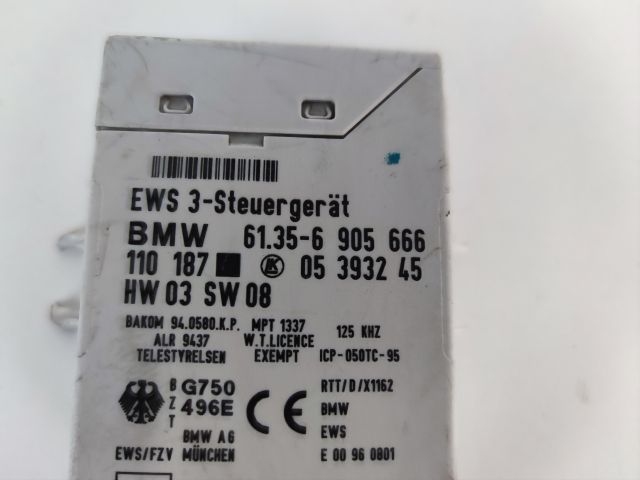 EWS 3-Steuergerät
BMW 61.35-6 905 666
110 187 05 3932 45
HW 03 SW 08
BAKOM 94.0580.K.P. MPT 1337 125 KHZ
ALR 9437 W.T.LICENCE
TELESTYRELSEN EXEMPT ICP-050TC-95
BZT G750 496E CE RTT/D/X1162
BMW
BMW AG EWS
EWS/FZV MÜNCHEN E 00 96 0801